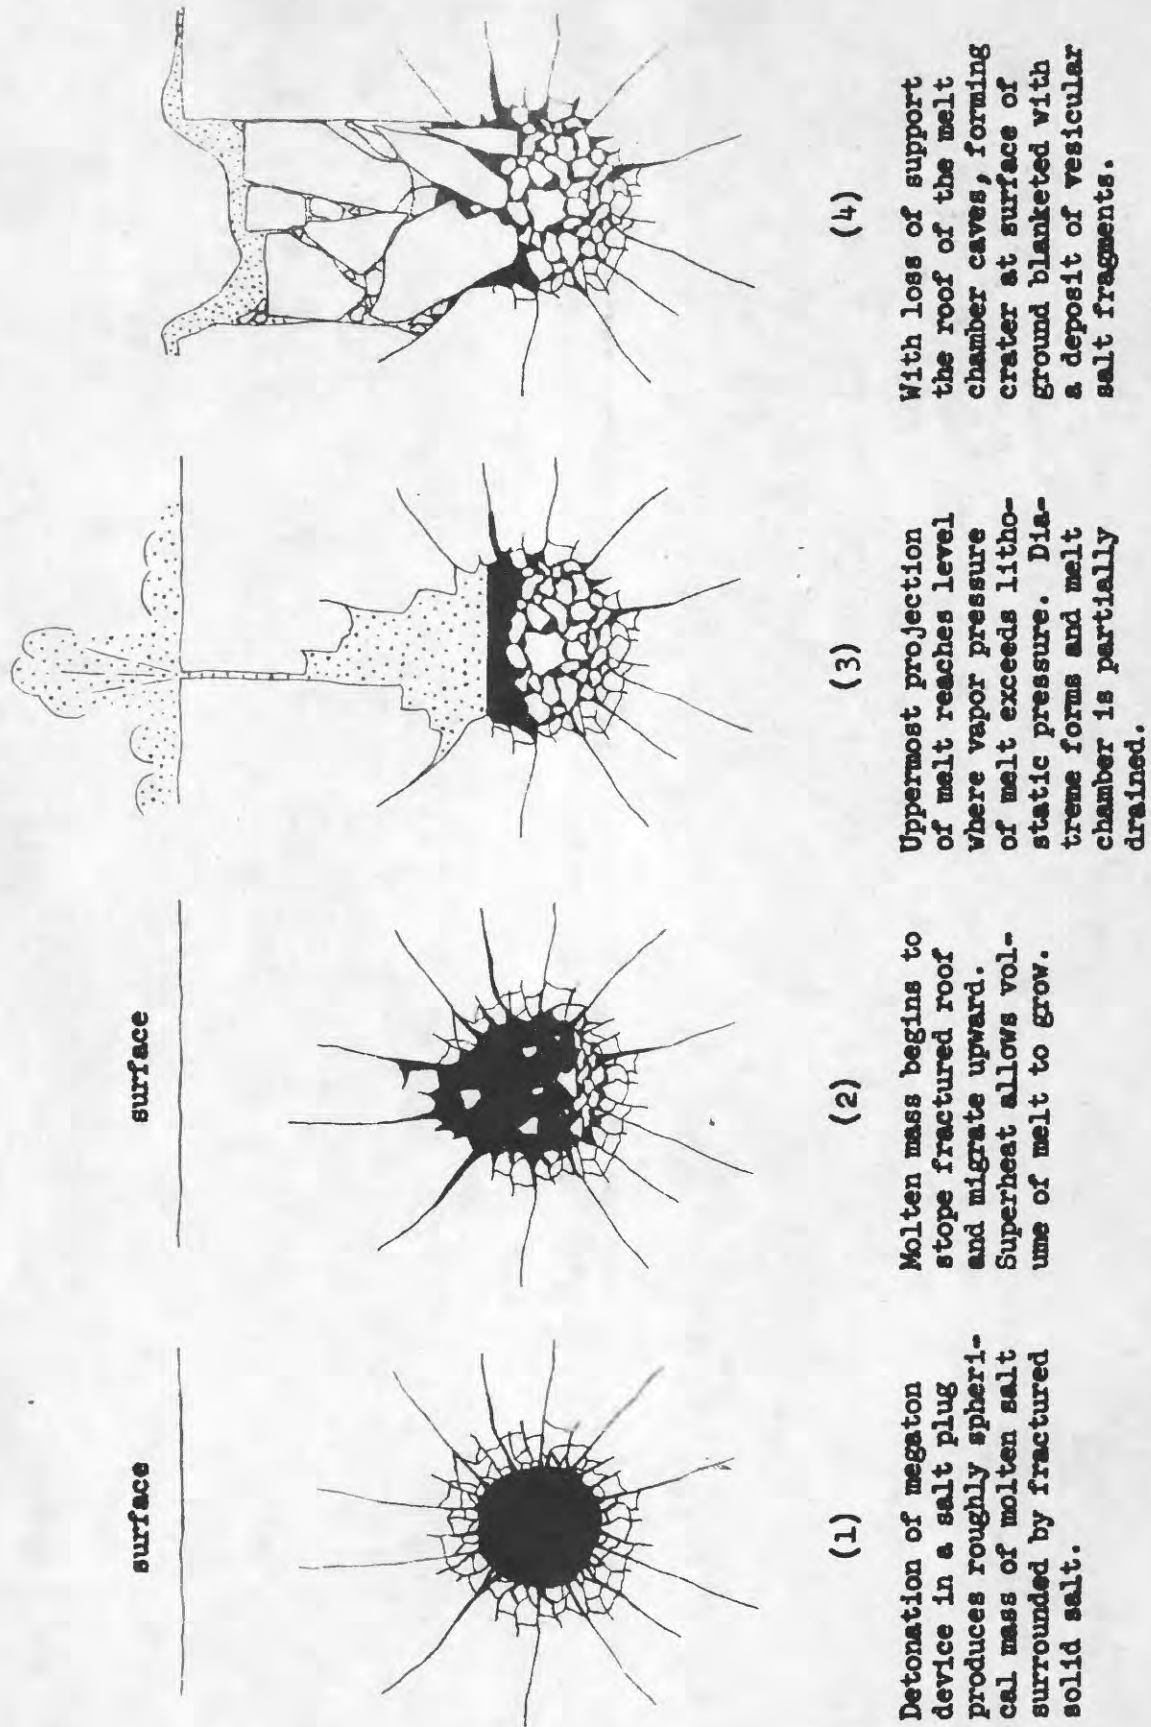 surface
(1)
Detonation of megaton
device in a salt plug
produces roughly spheri-
cal mass of molten salt
surrounded by fractured
solid salt.
surface
(2)
Molten mass begins to
stope fractured roof
and migrate upward.
Superheat allows vol-
ume of melt to grow.
(3)
Uppermost projection
of melt reaches level
where vapor pressure
of melt exceeds litho-
static pressure. Dia-
treme forms and melt
chamber is partially
drained.
(4)
With loss of support
the roof of the melt
chamber caves, forming
crater at surface of
ground blanketed with
a deposit of vesicular
salt fragments.